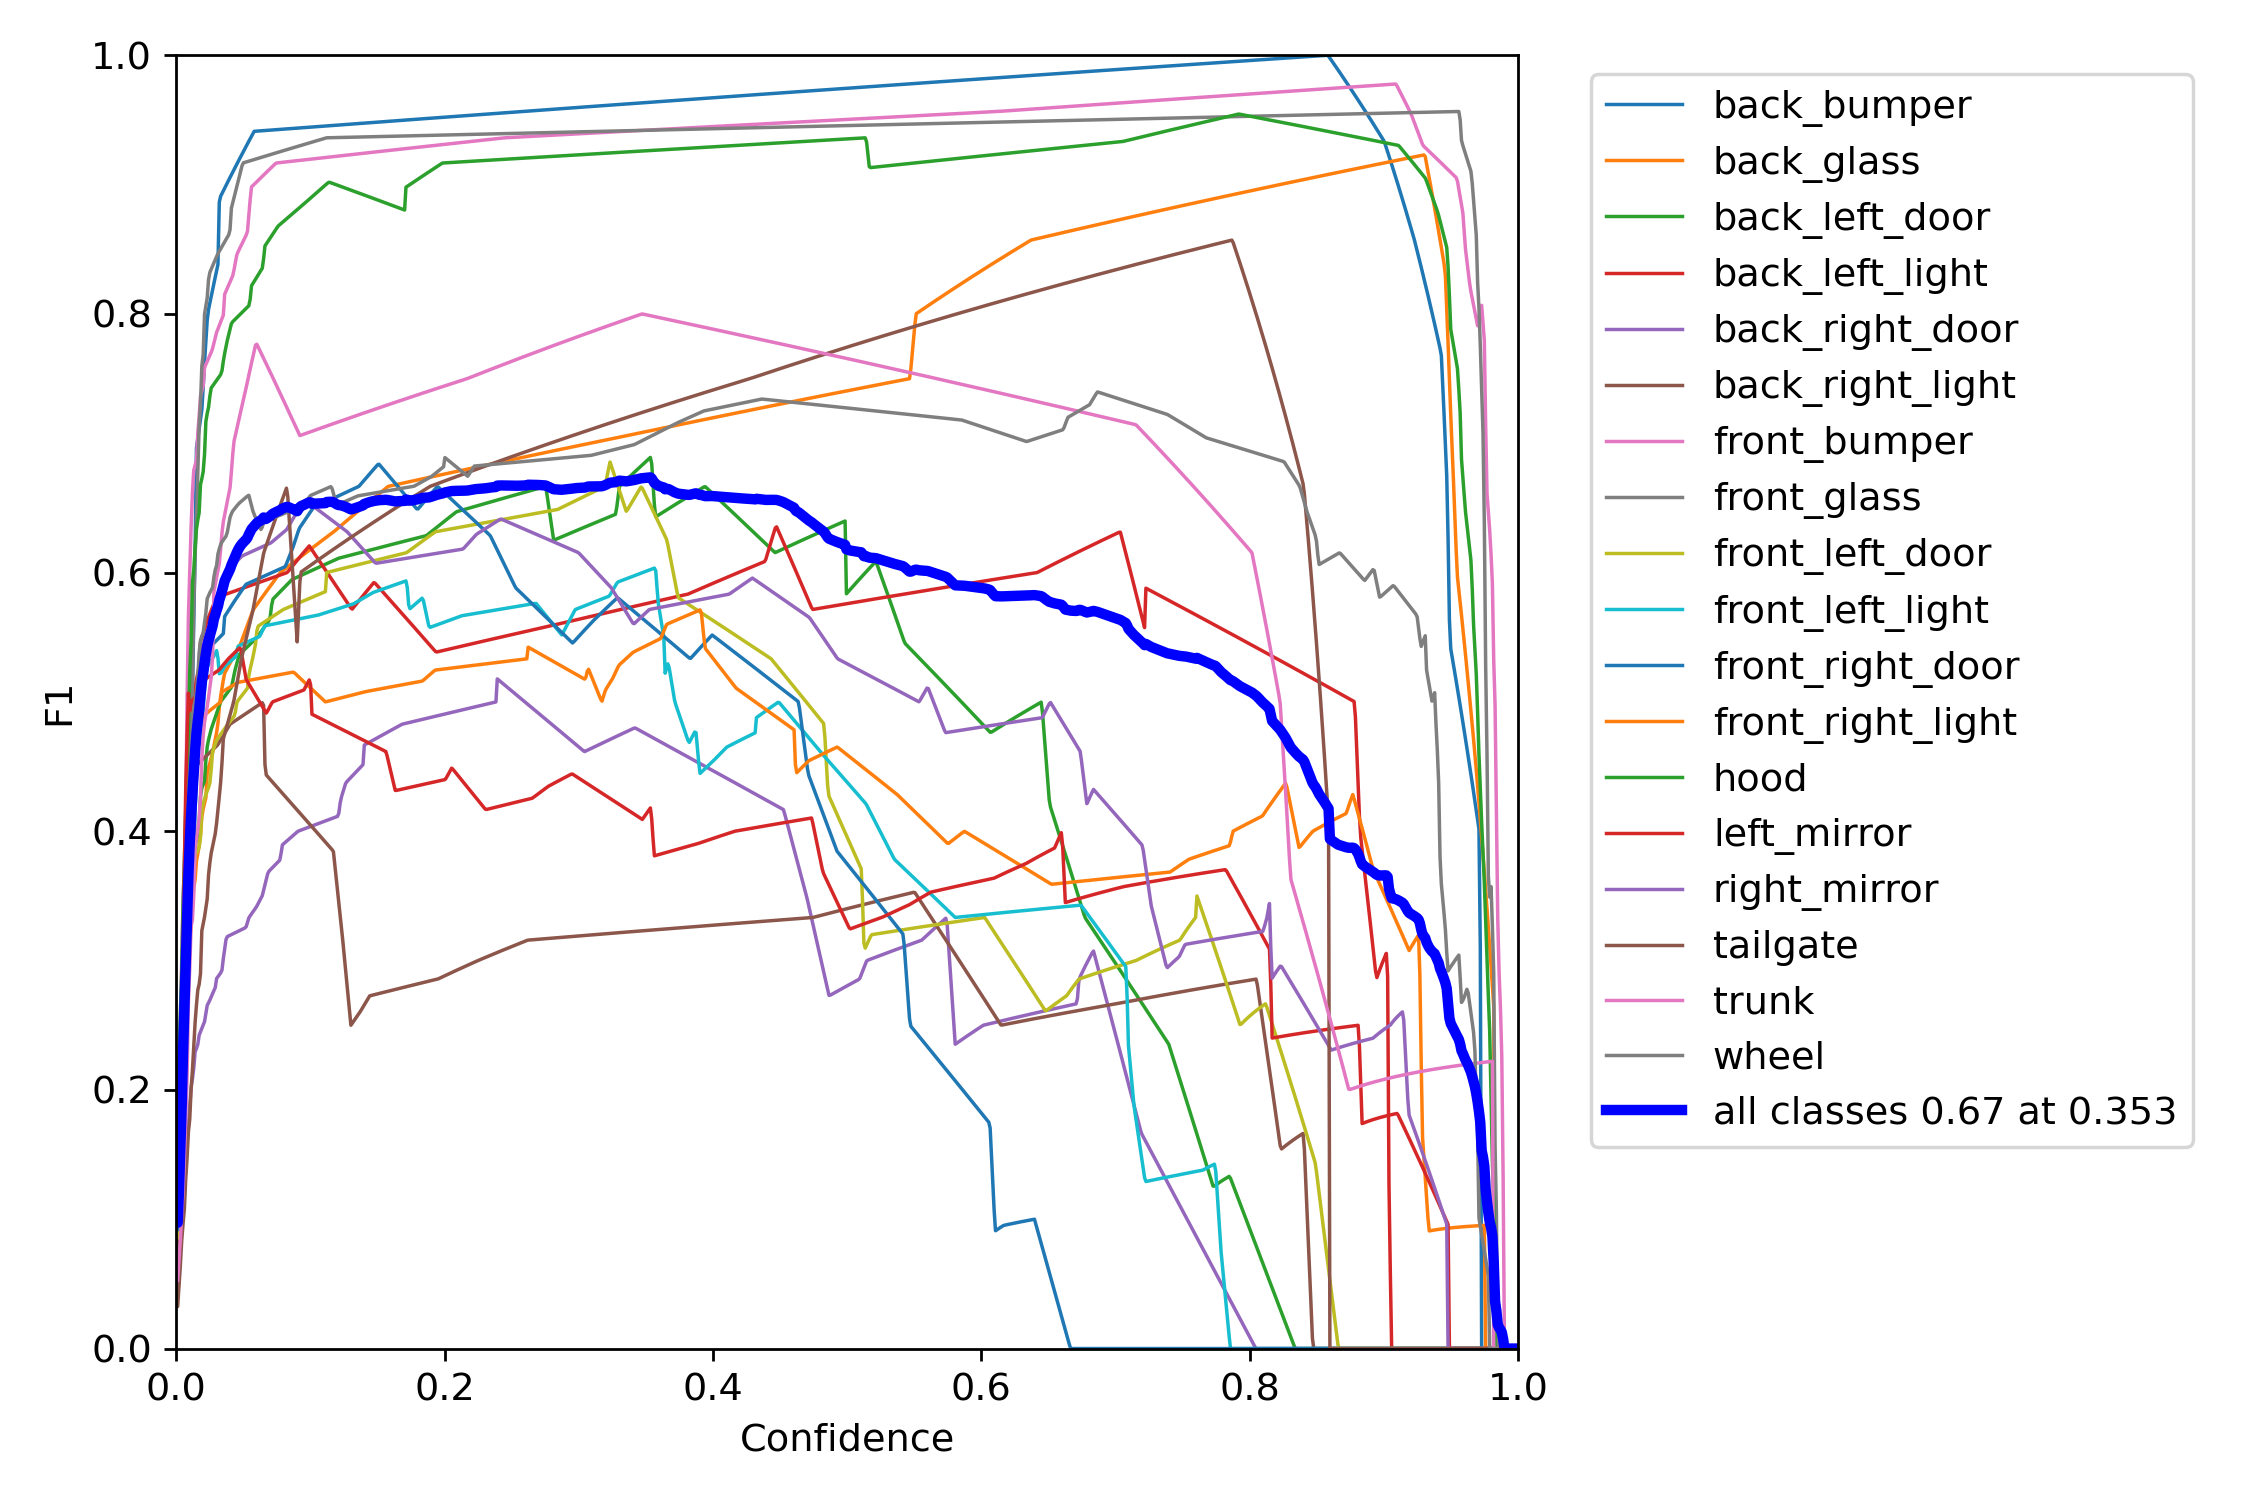 1.0
0.8
0.6
0.4
0.2
0.0
F1
0.0 0.2 0.4 0.6 0.8 1.0
Confidence
back_bumper
back_glass
back_left_door
back_left_light
back_right_door
back_right_light
front_bumper
front_glass
front_left_door
front_left_light
front_right_door
front_right_light
hood
left_mirror
right_mirror
tailgate
trunk
wheel
all classes 0.67 at 0.353